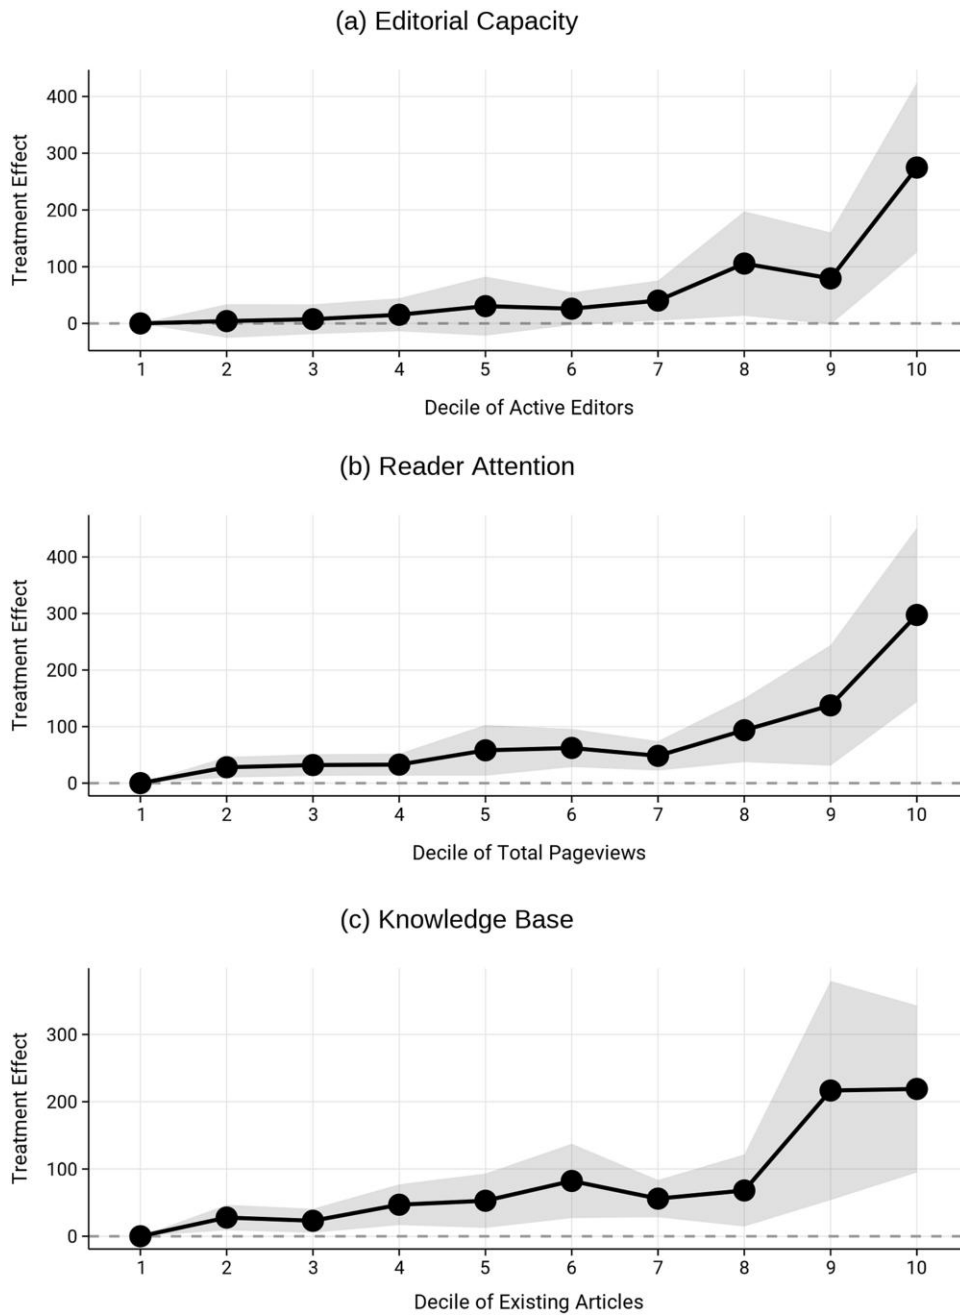 (a) Editorial Capacity
400
300
200
100
0
Treatment Effect
1 2 3 4 5 6 7 8 9 10
Decile of Active Editors
(b) Reader Attention
400
300
200
100
0
Treatment Effect
1 2 3 4 5 6 7 8 9 10
Decile of Total Pageviews
(c) Knowledge Base
300
200
100
0
Treatment Effect
1 2 3 4 5 6 7 8 9 10
Decile of Existing Articles